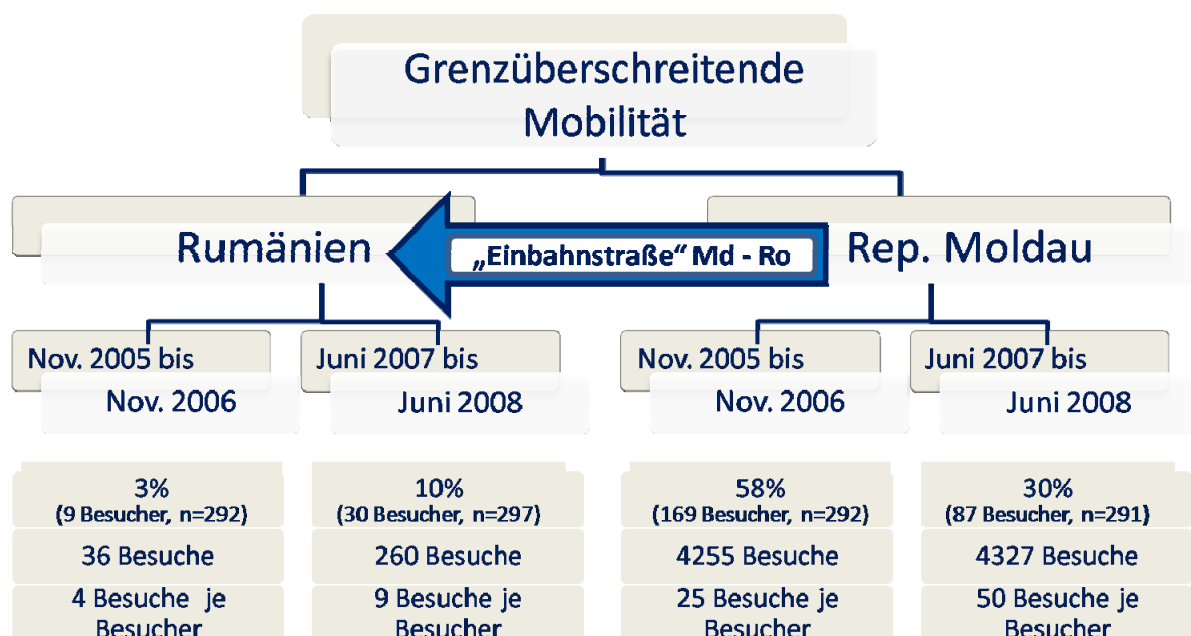 Grenzüberschreitende
Mobilität
Rumänien
„Einbahnstraße“ Md - Ro
Rep. Moldau
Nov. 2005 bis
Nov. 2006
Juni 2007 bis
Juni 2008
Nov. 2005 bis
Nov. 2006
Juni 2007 bis
Juni 2008
3%
(9 Besucher, n=292)
36 Besuche
4 Besuche je
Besucher
10%
(30 Besucher, n=297)
260 Besuche
9 Besuche je
Besucher
58%
(169 Besucher, n=292)
4255 Besuche
25 Besuche je
Besucher
30%
(87 Besucher, n=291)
4327 Besuche
50 Besuche je
Besucher